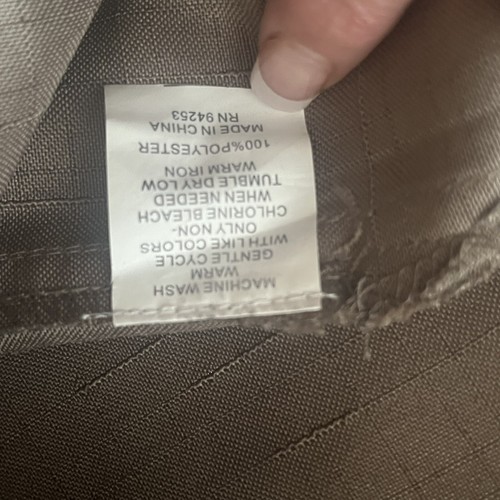 MACHINE WASH
WARM
GENTLE CYCLE
WITH LIKE COLORS
ONLY NON-
CHLORINE BLEACH
WHEN NEEDED
TUMBLE DRY LOW
WARM IRON
100%POLYESTER
MADE IN CHINA
RN 94253